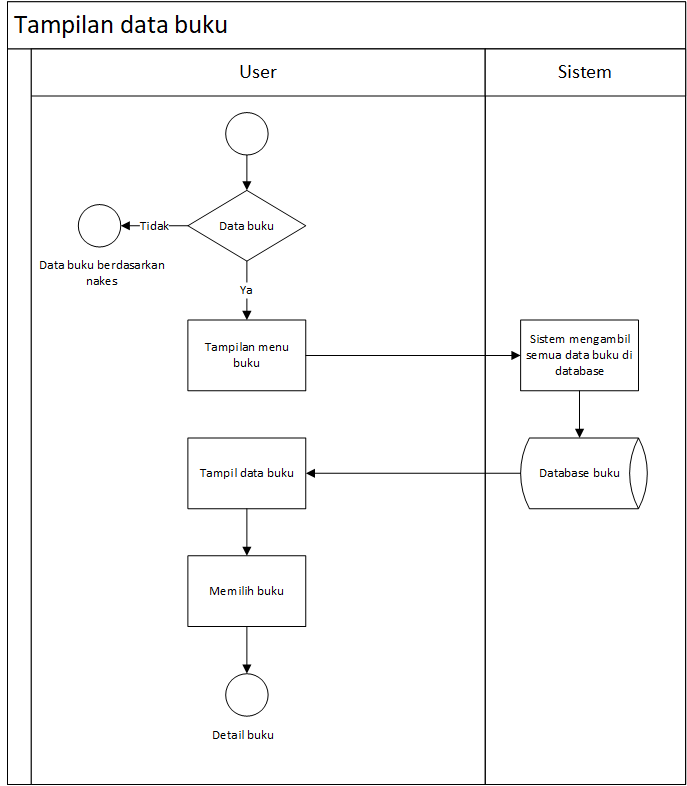 Tampilan data buku
User
Sistem
Data buku
Tidak
Data buku berdasarkan
nakes
Ya
Tampilan menu
buku
Sistem mengambil
semua data buku di
database
Tampil data buku
Database buku
Memilih buku
Detail buku